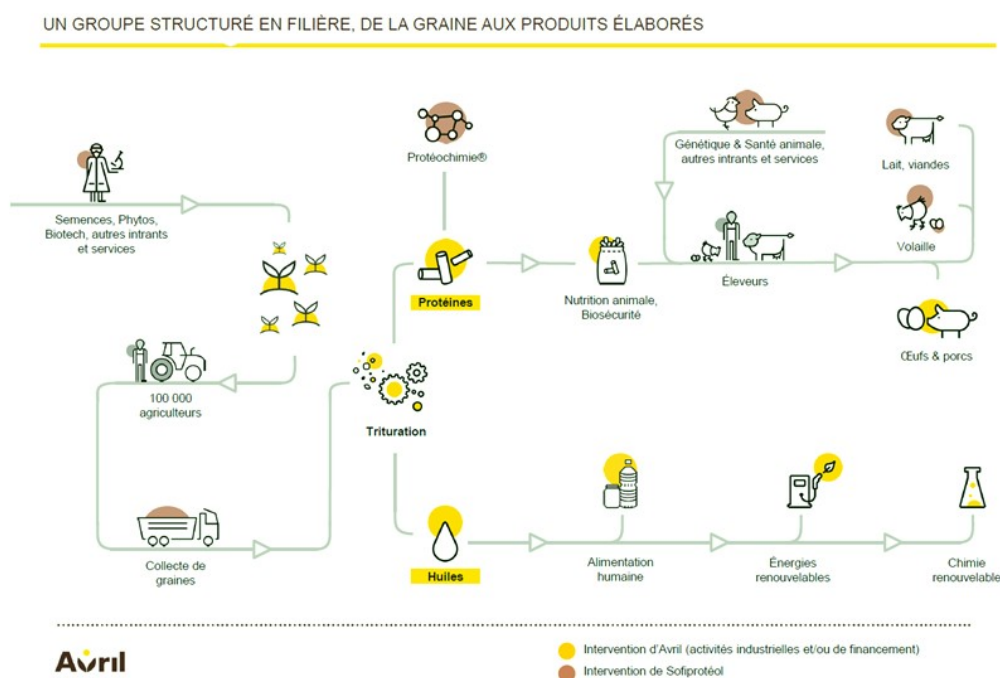 UN GROUPE STRUCTURÉ EN FILIÈRE, DE LA GRAINE AUX PRODUITS ÉLABORÉS
Protéochimie®
Génétique & Santé animale,
autres intrants et services
Lait, viandes
Semences, Phytos,
Biotech, autres intrants
et services
Volaille
Protéines
Nutrition animale,
Biosécurité
Éleveurs
Œufs & porcs
100 000
agriculteurs
Trituration
Collecte de
graines
Huiles
Alimentation
humaine
Énergies
renouvelables
Chimie
renouvelable
Avril
Intervention d'Avril (activités industrielles et/ou de financement)
Intervention de Sofiprotéol